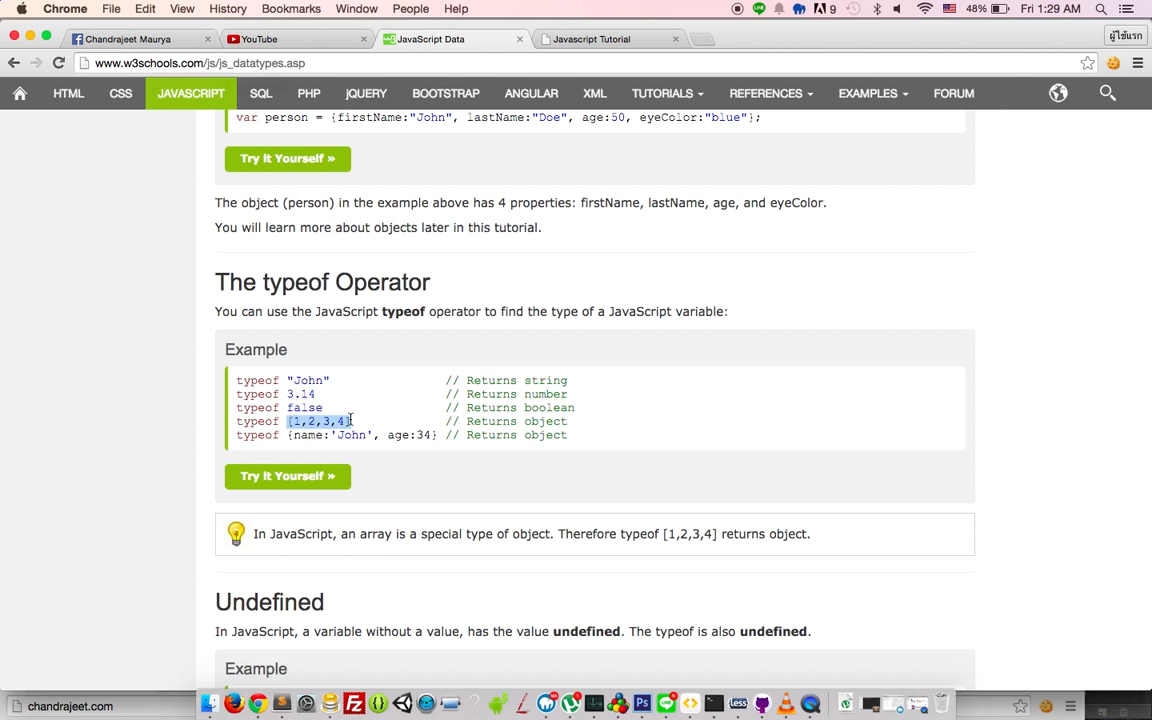 Chrome File Edit View History Bookmarks Window People Help 9 48% Fri 1:29 AM
Chandrajeet Maurya YouTube JavaScript Data Javascript Tutorial ผู้ใช้แรก
www.w3schools.com/js/js_datatypes.asp
HTML CSS JAVASCRIPT SQL PHP jQUERY BOOTSTRAP ANGULAR XML TUTORIALS REFERENCES EXAMPLES FORUM
var person = {firstName:"John", lastName:"Doe", age:50, eyeColor:"blue"};
Try it Yourself »
The object (person) in the example above has 4 properties: firstName, lastName, age, and eyeColor.
You will learn more about objects later in this tutorial.
The typeof Operator
You can use the JavaScript typeof operator to find the type of a JavaScript variable:
Example
typeof "John" // Returns string
typeof 3.14 // Returns number
typeof false // Returns boolean
typeof [1,2,3,4] // Returns object
typeof {name:'John', age:34} // Returns object
Try it Yourself »
In JavaScript, an array is a special type of object. Therefore typeof [1,2,3,4] returns object.
Undefined
In JavaScript, a variable without a value, has the value undefined. The typeof is also undefined.
Example
chandrajeet.com